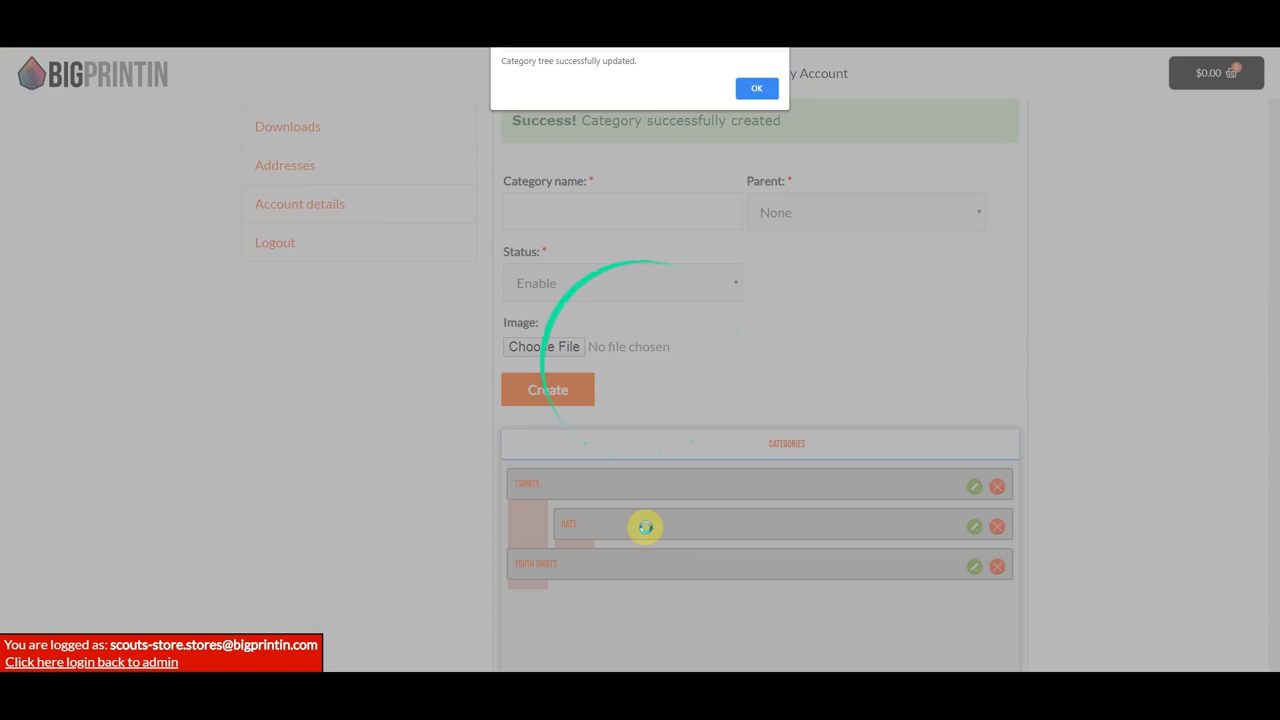 Category tree successfully updated.
OK
BIGPRINTIN
y Account
$0.00
0
Success! Category successfully created
Downloads
Addresses
Account details
Logout
Category name: *
Parent: *
None
Status: *
Enable
Image:
Choose File No file chosen
Create
CATEGORIES
TSHIRTS
HATS
YOUTH SHIRTS
You are logged as: scouts-store.stores@bigprintin.com
Click here login back to admin